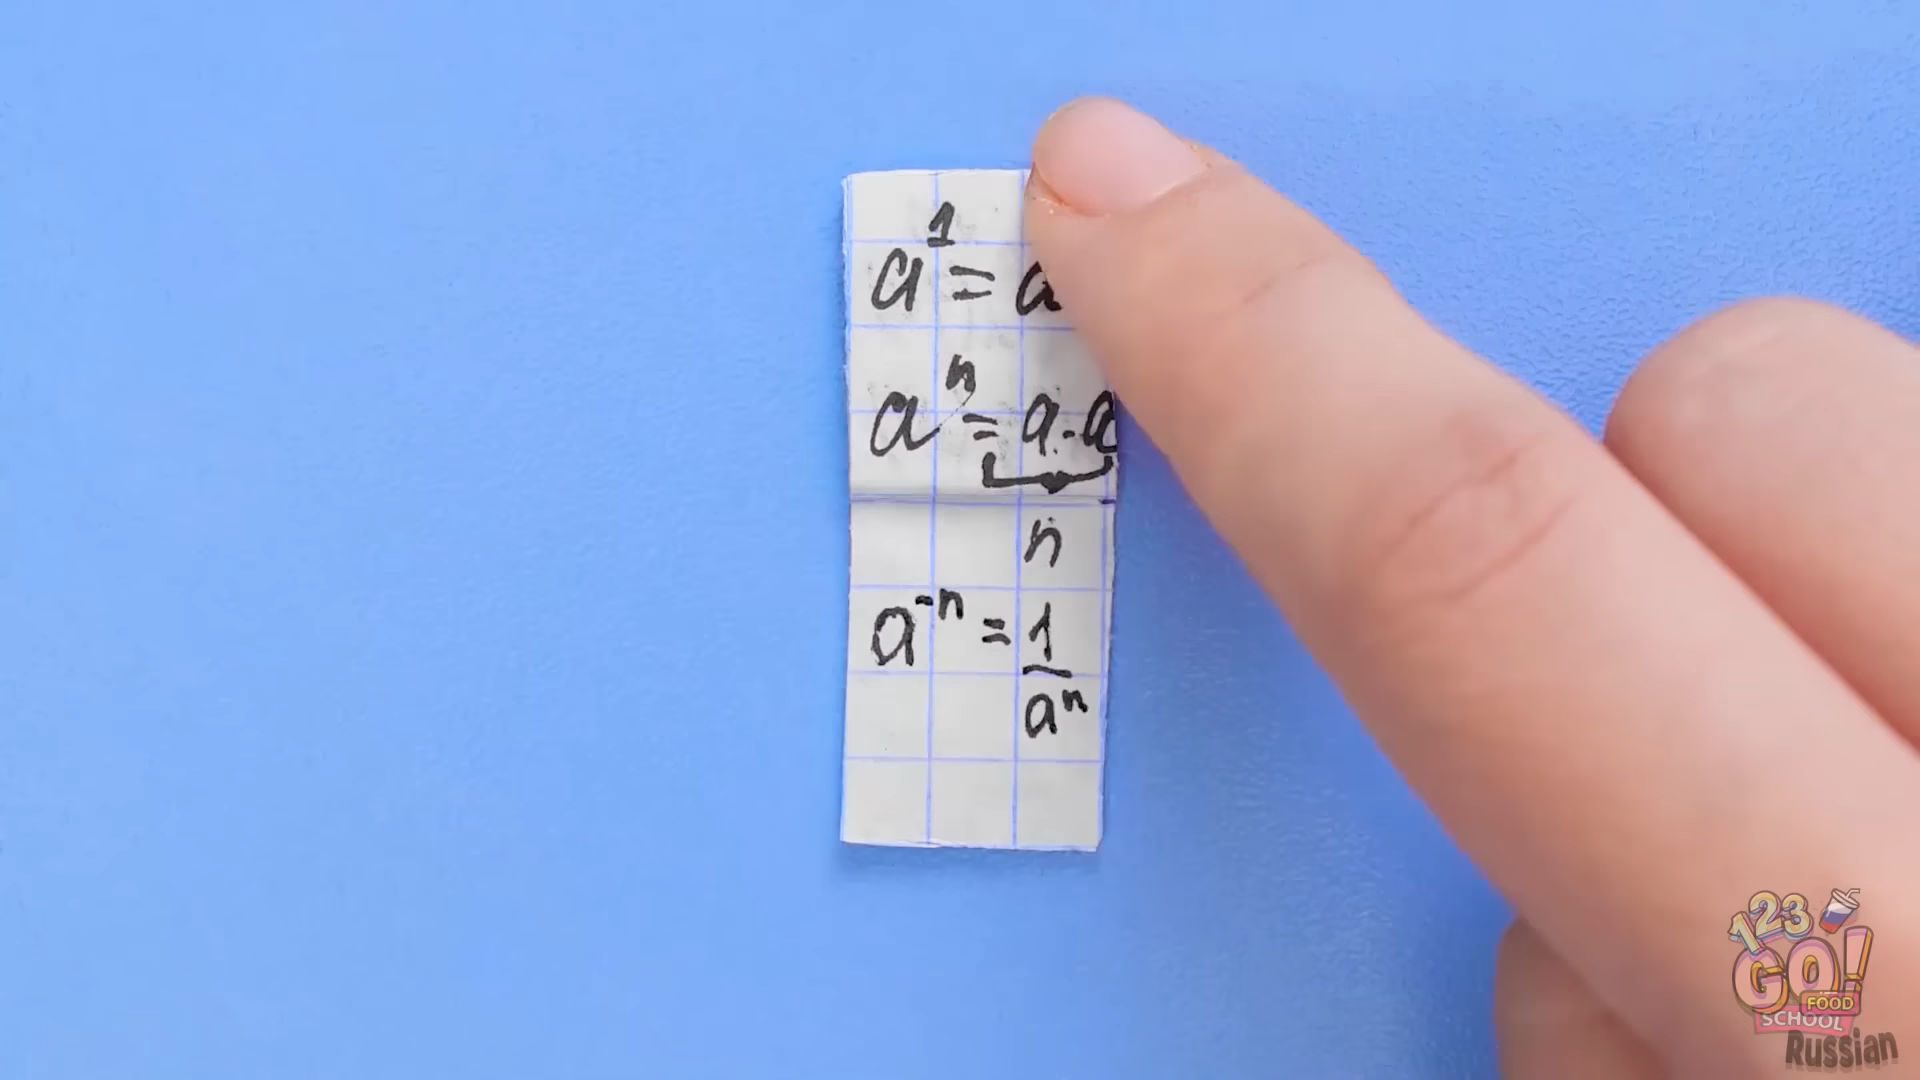 a¹ = a
aⁿ = a · a
n
a⁻ⁿ = 1
aⁿ
123
GO!
FOOD
SCHOOL
Russian